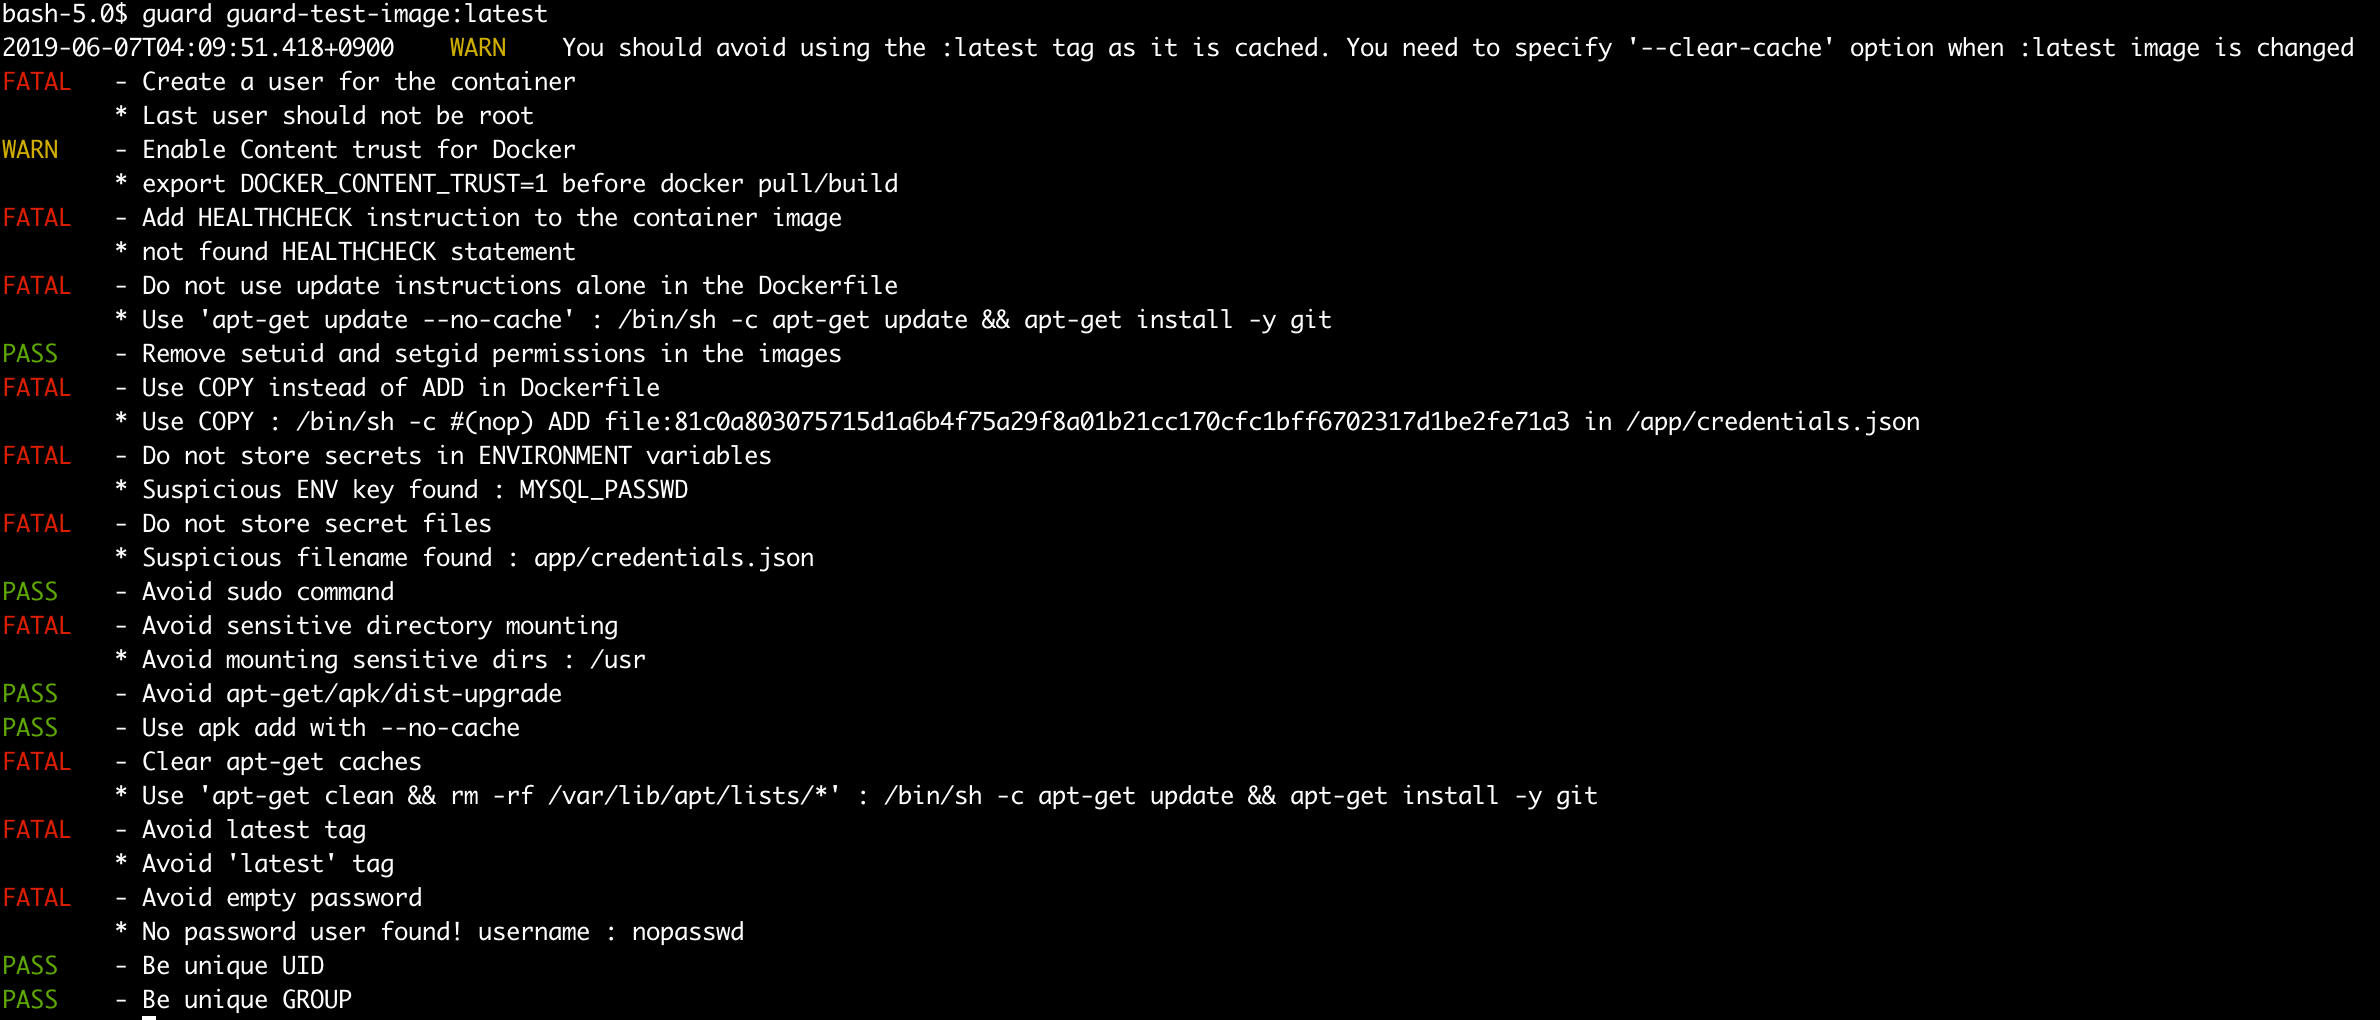 bash-5.0$ guard guard-test-image:latest
2019-06-07T04:09:51.418+0900    WARN    You should avoid using the :latest tag as it is cached. You need to specify '--clear-cache' option when :latest image is changed
FATAL   - Create a user for the container
        * Last user should not be root
WARN    - Enable Content trust for Docker
        * export DOCKER_CONTENT_TRUST=1 before docker pull/build
FATAL   - Add HEALTHCHECK instruction to the container image
        * not found HEALTHCHECK statement
FATAL   - Do not use update instructions alone in the Dockerfile
        * Use 'apt-get update --no-cache' : /bin/sh -c apt-get update && apt-get install -y git
PASS    - Remove setuid and setgid permissions in the images
FATAL   - Use COPY instead of ADD in Dockerfile
        * Use COPY : /bin/sh -c #(nop) ADD file:81c0a803075715d1a6b4f75a29f8a01b21cc170cfc1bff6702317d1be2fe71a3 in /app/credentials.json
FATAL   - Do not store secrets in ENVIRONMENT variables
        * Suspicious ENV key found : MYSQL_PASSWD
FATAL   - Do not store secret files
        * Suspicious filename found : app/credentials.json
PASS    - Avoid sudo command
FATAL   - Avoid sensitive directory mounting
        * Avoid mounting sensitive dirs : /usr
PASS    - Avoid apt-get/apk/dist-upgrade
PASS    - Use apk add with --no-cache
FATAL   - Clear apt-get caches
        * Use 'apt-get clean && rm -rf /var/lib/apt/lists/*' : /bin/sh -c apt-get update && apt-get install -y git
FATAL   - Avoid latest tag
        * Avoid 'latest' tag
FATAL   - Avoid empty password
        * No password user found! username : nopasswd
PASS    - Be unique UID
PASS    - Be unique GROUP